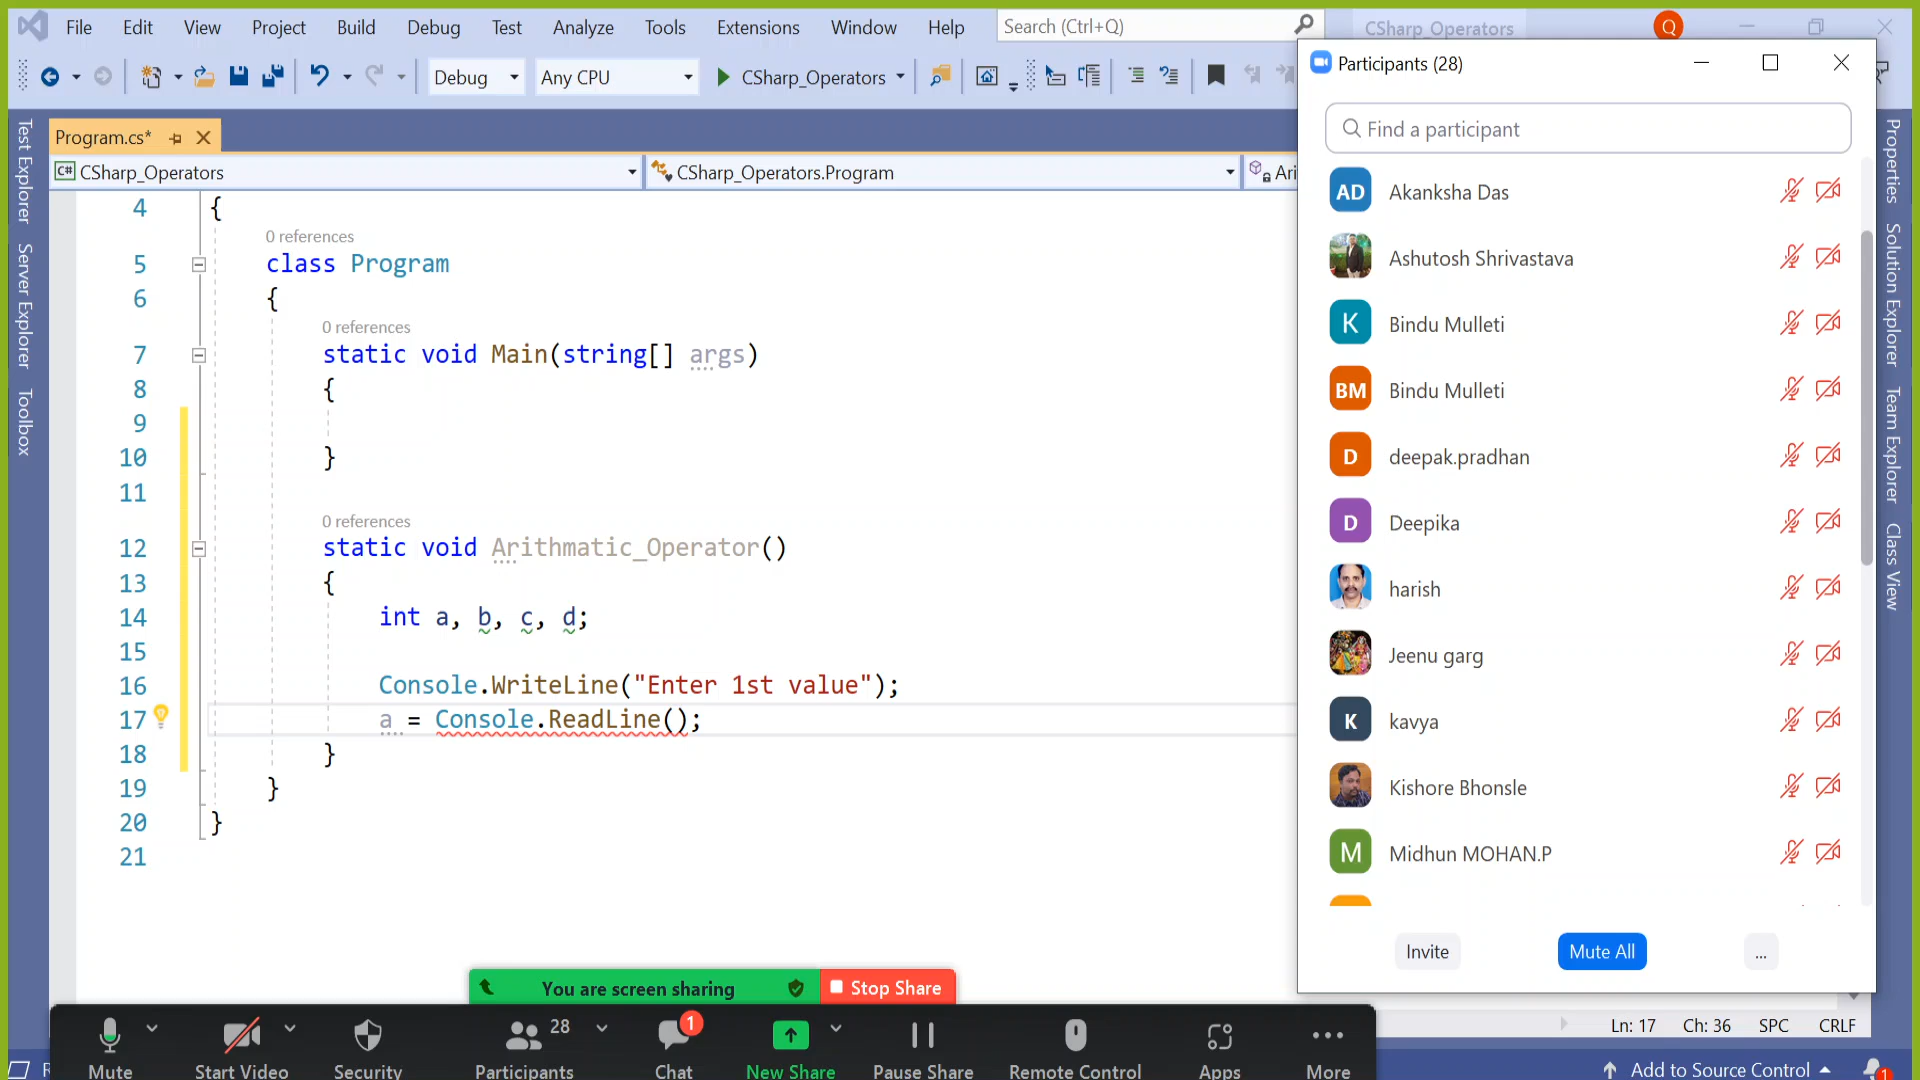 File Edit View Project Build Debug Test Analyze Tools Extensions Window Help Search (Ctrl+Q) CSharp_Operators Q
Debug Any CPU CSharp_Operators
Program.cs*
C# CSharp_Operators CSharp_Operators.Program Ari
Test Explorer
Server Explorer
Toolbox
4 {
0 references
5 class Program
6 {
0 references
7 static void Main(string[] args)
8 {
9
10 }
11
0 references
12 static void Arithmatic_Operator()
13 {
14 int a, b, c, d;
15
16 Console.WriteLine("Enter 1st value");
17 a = Console.ReadLine();
18 }
19 }
20 }
21
Participants (28)
Find a participant
AD Akanksha Das
Ashutosh Shrivastava
K Bindu Mulleti
BM Bindu Mulleti
D deepak.pradhan
D Deepika
harish
Jeenu garg
K kavya
Kishore Bhonsle
M Midhun MOHAN.P
Invite Mute All ...
Properties
Solution Explorer
Team Explorer
Class View
You are screen sharing Stop Share
Ln: 17 Ch: 36 SPC CRLF
28 1
Mute Start Video Security Participants Chat New Share Pause Share Remote Control Apps More
R Add to Source Control 1